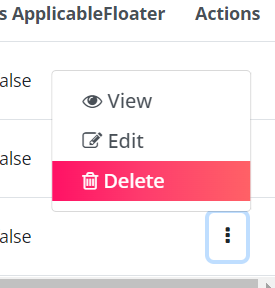 s ApplicableFloater Actions
alse
View
Edit
alse
Delete
alse